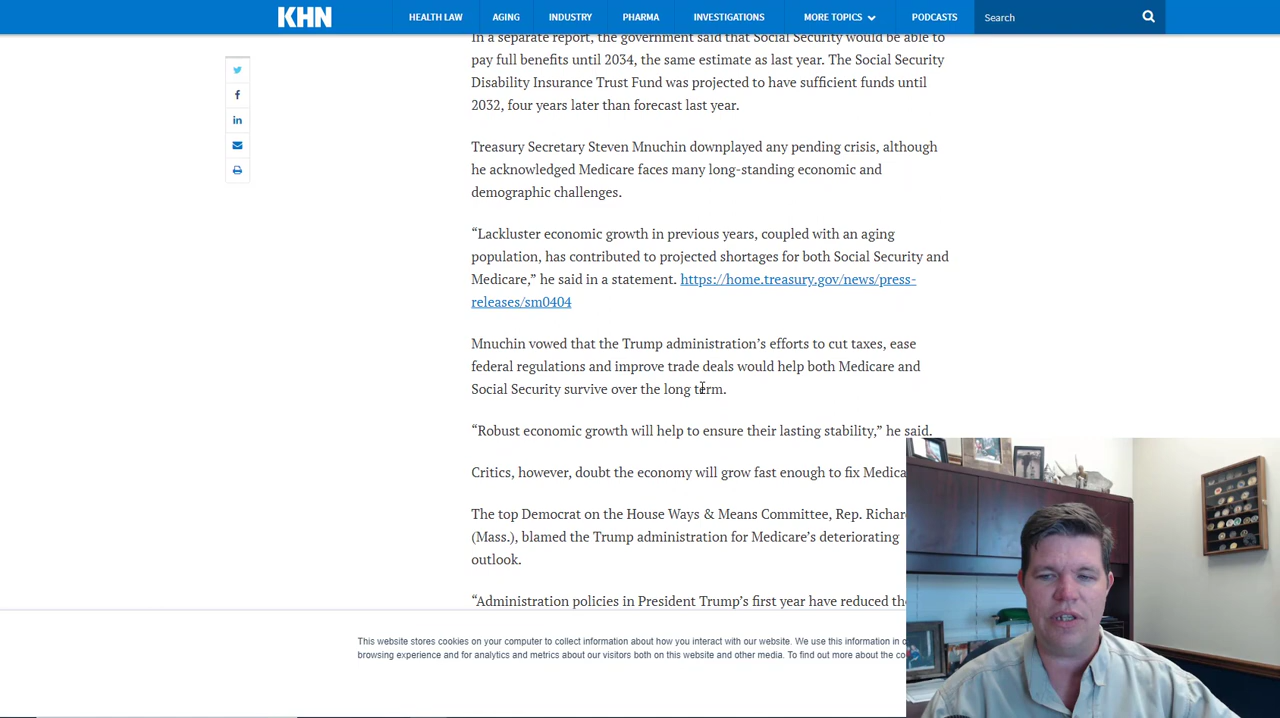 KHN
HEALTH LAW AGING INDUSTRY PHARMA INVESTIGATIONS MORE TOPICS PODCASTS Search
In a separate report, the government said that Social Security would be able to
pay full benefits until 2034, the same estimate as last year. The Social Security
Disability Insurance Trust Fund was projected to have sufficient funds until
2032, four years later than forecast last year.
Treasury Secretary Steven Mnuchin downplayed any pending crisis, although
he acknowledged Medicare faces many long-standing economic and
demographic challenges.
“Lackluster economic growth in previous years, coupled with an aging
population, has contributed to projected shortages for both Social Security and
Medicare,” he said in a statement. https://home.treasury.gov/news/press-
releases/sm0404
Mnuchin vowed that the Trump administration’s efforts to cut taxes, ease
federal regulations and improve trade deals would help both Medicare and
Social Security survive over the long term.
“Robust economic growth will help to ensure their lasting stability,” he said.
Critics, however, doubt the economy will grow fast enough to fix
The top Democrat on the House Ways & Means Committee, Rep.
(Mass.), blamed the Trump administration for Medicare’s deteriorating
outlook.
“Administration policies in President Trump’s first year have reduced
This website stores cookies on your computer to collect information about how you interact with our website. We use this information in
browsing experience and for analytics and metrics about our visitors both on this website and other media. To find out more about the